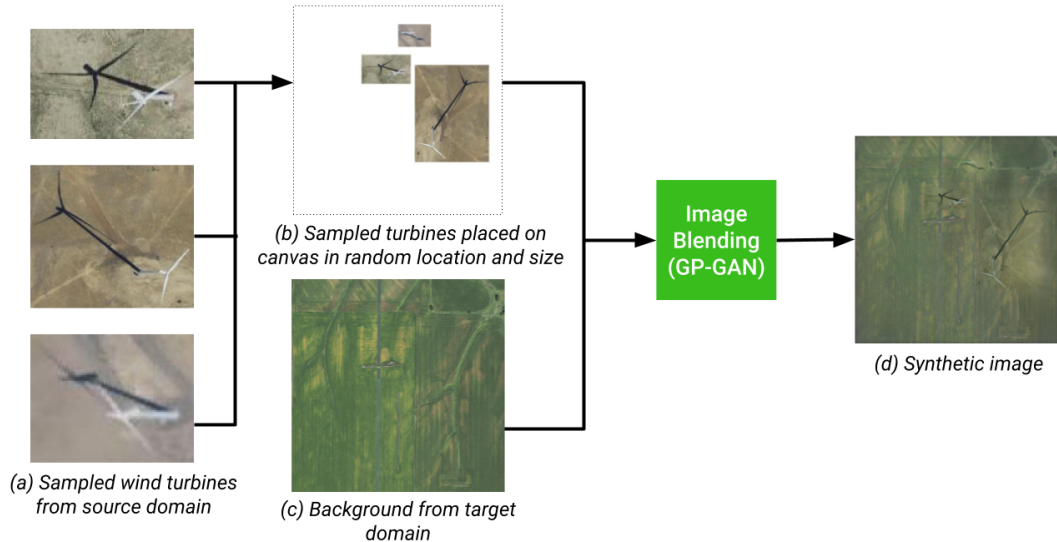 (a) Sampled wind turbines
from source domain
(b) Sampled turbines placed on
canvas in random location and size
(c) Background from target
domain
Image
Blending
(GP-GAN)
(d) Synthetic image